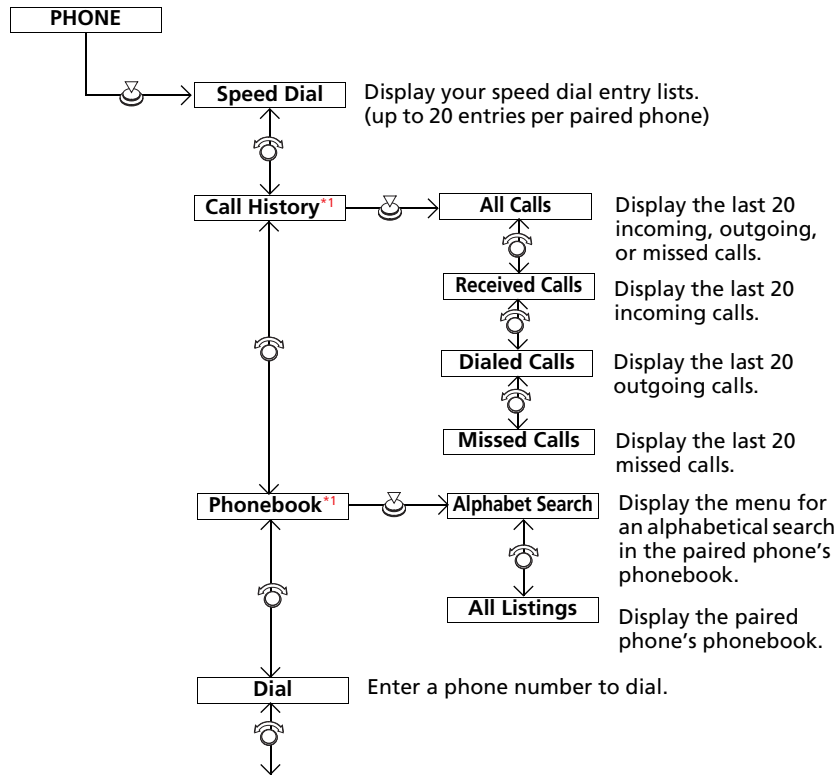 PHONE
Speed Dial
Display your speed dial entry lists.
(up to 20 entries per paired phone)
Call History*1
All Calls
Display the last 20
incoming, outgoing,
or missed calls.
Received Calls
Display the last 20
incoming calls.
Dialed Calls
Display the last 20
outgoing calls.
Missed Calls
Display the last 20
missed calls.
Phonebook*1
Alphabet Search
Display the menu for
an alphabetical search
in the paired phone’s
phonebook.
All Listings
Display the paired
phone’s phonebook.
Dial
Enter a phone number to dial.